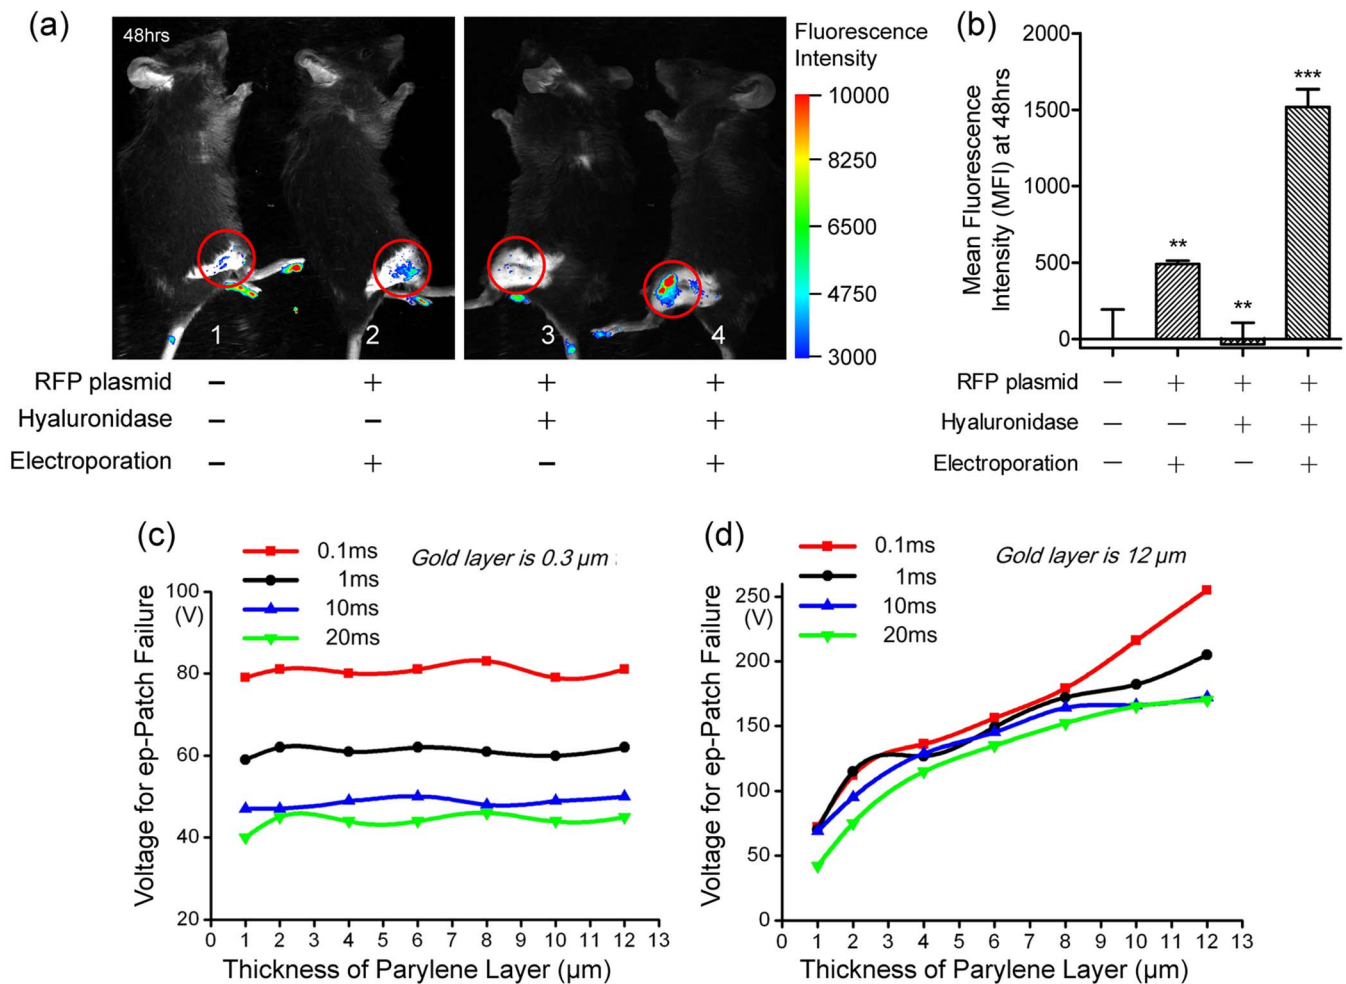 (a)
48hrs
1
2
3
4
Fluorescence
Intensity
10000
8250
6500
4750
3000
RFP plasmid − + + +
Hyaluronidase − − + +
Electroporation − + − +
(b)
Mean Fluorescence
Intensity (MFI) at 48hrs
2000
1500
1000
500
0
**
**
***
RFP plasmid — + + +
Hyaluronidase — — + +
Electroporation — + — +
(c)
0.1ms
1ms
10ms
20ms
Gold layer is 0.3 µm
Voltage for ep-Patch Failure
(V)
100
80
60
40
20
0 1 2 3 4 5 6 7 8 9 10 11 12 13
Thickness of Parylene Layer (µm)
(d)
0.1ms
1ms
10ms
20ms
Gold layer is 12 µm
Voltage for ep-Patch Failure
(V)
250
200
150
100
50
0
0 1 2 3 4 5 6 7 8 9 10 11 12 13
Thickness of Parylene Layer (µm)